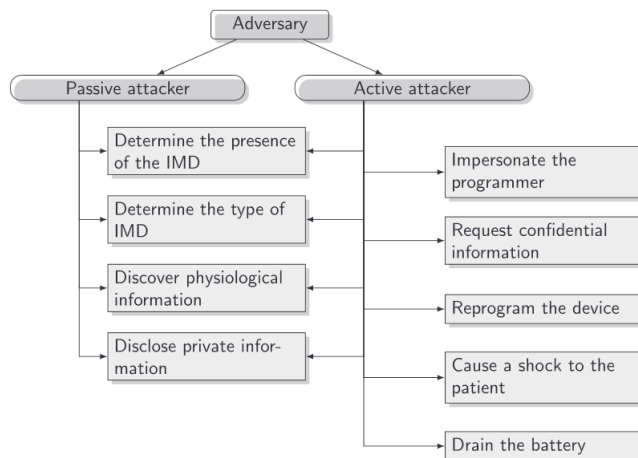 Adversary
Passive attacker
Active attacker
Determine the presence
of the IMD
Determine the type of
IMD
Discover physiological
information
Disclose private infor-
mation
Impersonate the
programmer
Request confidential
information
Reprogram the device
Cause a shock to the
patient
Drain the battery